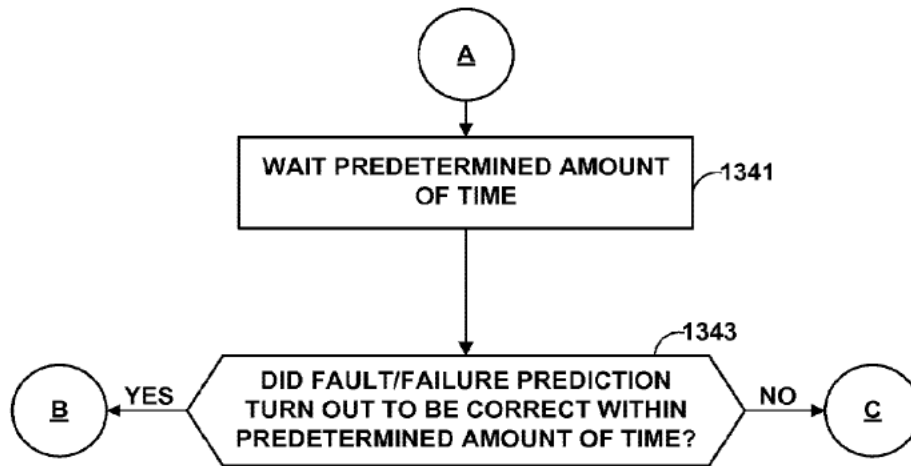 A
WAIT PREDETERMINED AMOUNT
OF TIME
1341
1343
DID FAULT/FAILURE PREDICTION
TURN OUT TO BE CORRECT WITHIN
PREDETERMINED AMOUNT OF TIME?
B
YES
NO
C